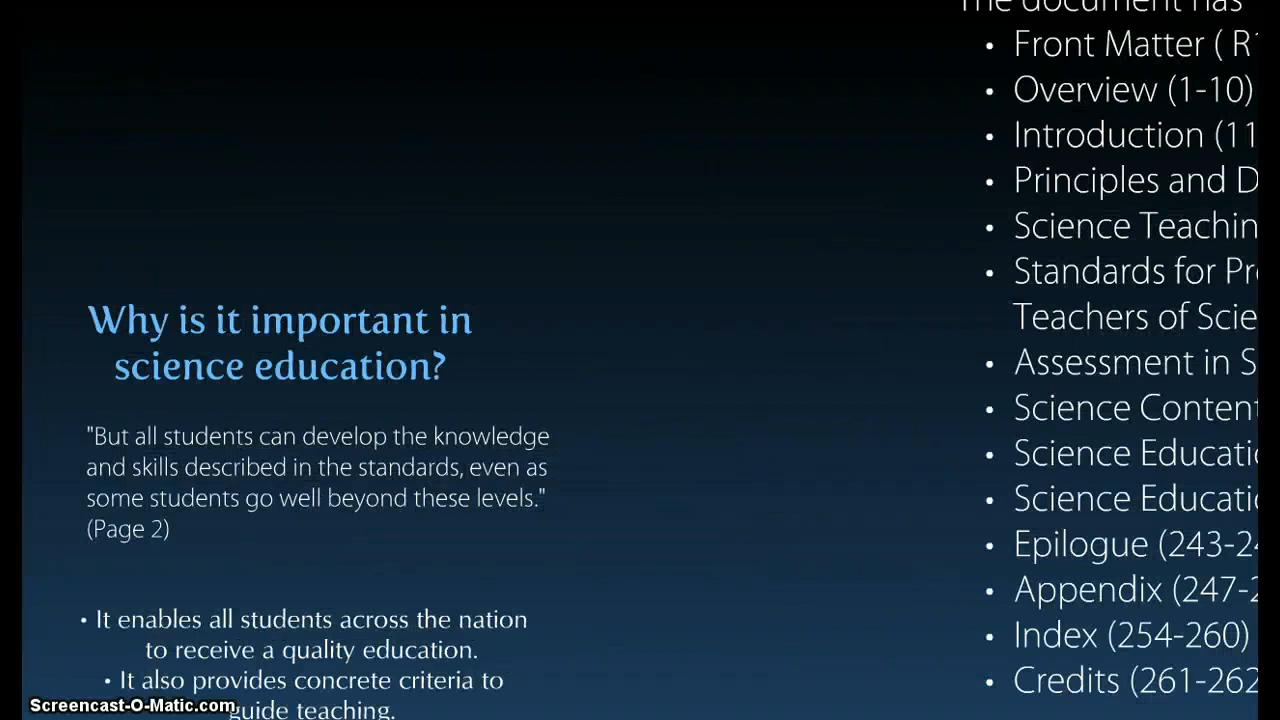 Why is it important in
science education?
"But all students can develop the knowledge
and skills described in the standards, even as
some students go well beyond these levels."
(Page 2)
• It enables all students across the nation
to receive a quality education.
• It also provides concrete criteria to
guide teaching.
The document has
• Front Matter ( R
• Overview (1-10)
• Introduction (11
• Principles and D
• Science Teachin
• Standards for Pr
Teachers of Scie
• Assessment in S
• Science Content
• Science Educati
• Science Educati
• Epilogue (243-24
• Appendix (247-2
• Index (254-260)
• Credits (261-262
Screencast-O-Matic.com